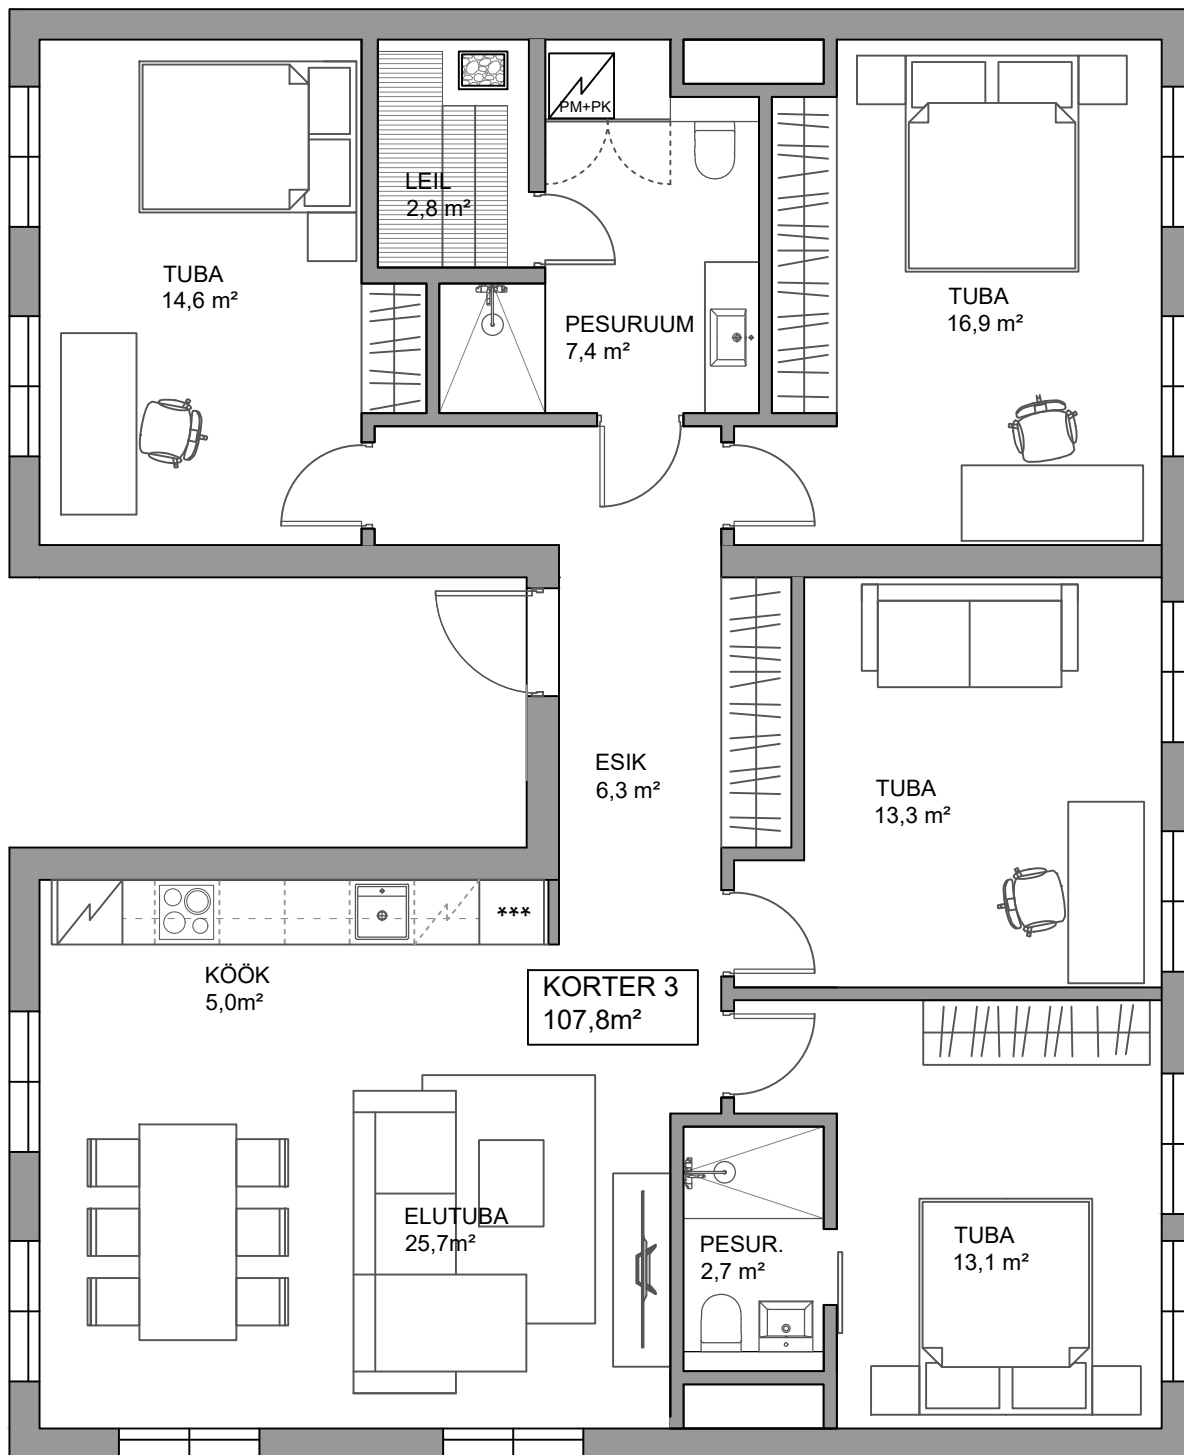 PM+PK
LEIL
2,8 m²
TUBA
14,6 m²
PESURUUM
7,4 m²
TUBA
16,9 m²
ESIK
6,3 m²
TUBA
13,3 m²
***
KÖÖK
5,0m²
KORTER 3
107,8m²
ELUTUBA
25,7m²
PESUR.
2,7 m²
TUBA
13,1 m²